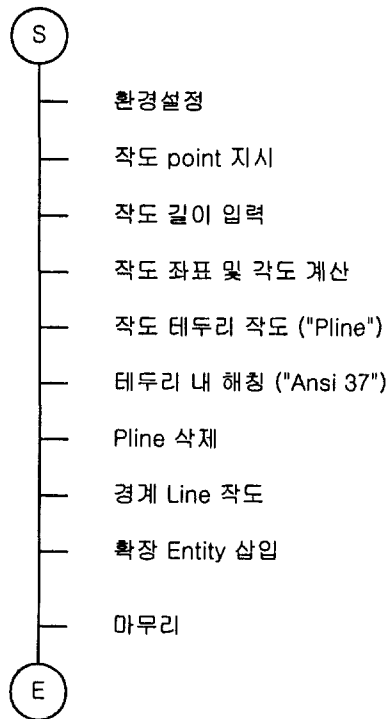 S
환경설정
작도 point 지시
작도 길이 입력
작도 좌표 및 각도 계산
작도 테두리 작도 ("Pline")
테두리 내 해칭 ("Ansi 37")
Pline 삭제
경계 Line 작도
확장 Entity 삽입
마무리
E